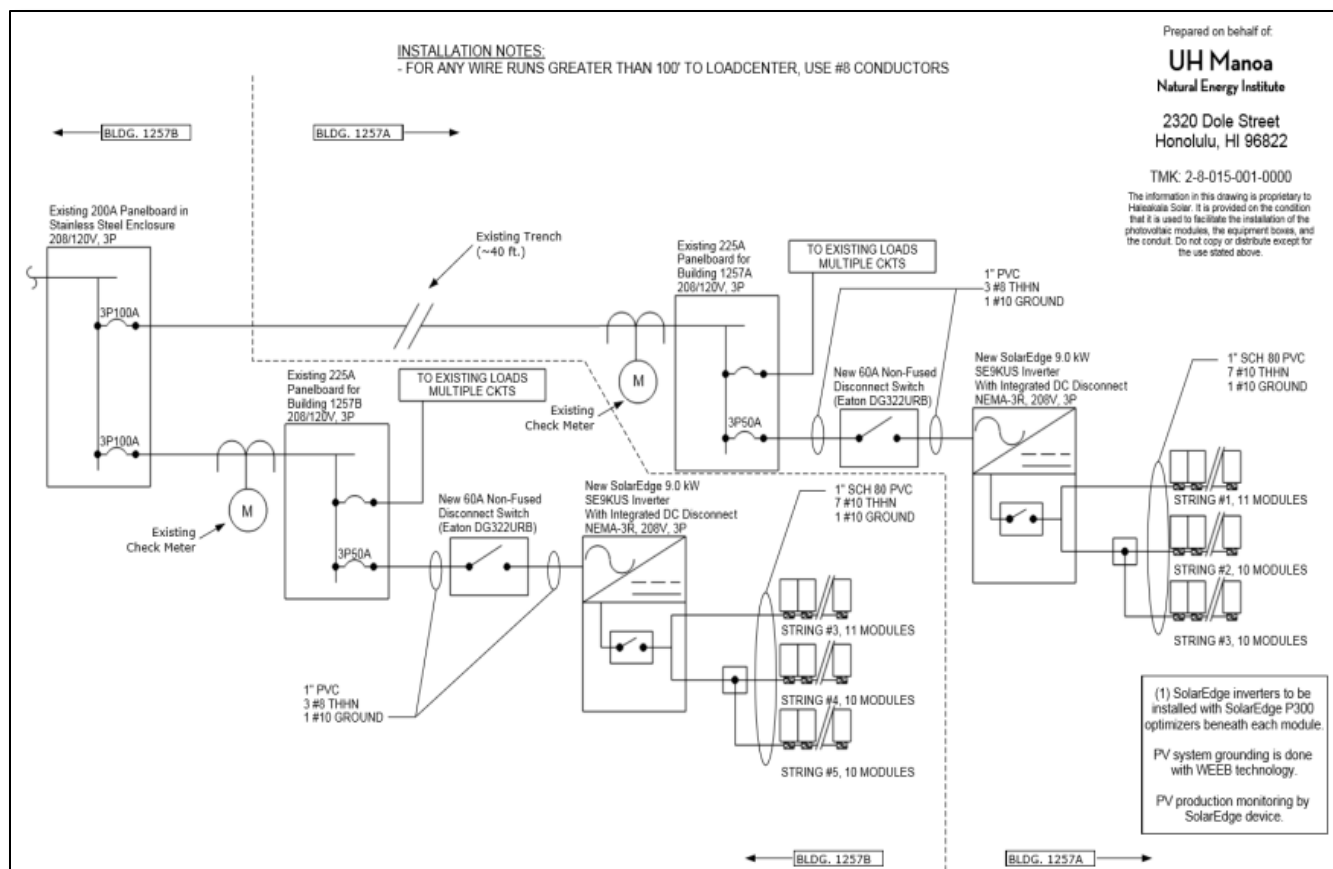 INSTALLATION NOTES:
- FOR ANY WIRE RUNS GREATER THAN 100' TO LOADCENTER, USE #8 CONDUCTORS
Prepared on behalf of:
UH Manoa
Natural Energy Institute
2320 Dole Street
Honolulu, HI 96822
TMK: 2-8-015-001-0000
The information in this drawing is proprietary to
Haleakala Solar. It is provided on the condition
that it is used to facilitate the installation of the
photovoltaic modules, the equipment boxes, and
the conduit. Do not copy or distribute except for
the use stated above.
BLDG. 1257B
BLDG. 1257A
Existing 200A Panelboard in
Stainless Steel Enclosure
208/120V, 3P
3P100A
3P100A
Existing Trench
(~40 ft.)
Existing 225A
Panelboard for
Building 1257A
208/120V, 3P
TO EXISTING LOADS
MULTIPLE CKTS
1" PVC
3 #8 THHN
1 #10 GROUND
M
Existing
Check Meter
3P50A
New 60A Non-Fused
Disconnect Switch
(Eaton DG322URB)
New SolarEdge 9.0 kW
SE9KUS Inverter
With Integrated DC Disconnect
NEMA-3R, 208V, 3P
1" SCH 80 PVC
7 #10 THHN
1 #10 GROUND
STRING #1, 11 MODULES
STRING #2, 10 MODULES
STRING #3, 10 MODULES
Existing 225A
Panelboard for
Building 1257B
208/120V, 3P
TO EXISTING LOADS
MULTIPLE CKTS
M
Existing
Check Meter
3P50A
New 60A Non-Fused
Disconnect Switch
(Eaton DG322URB)
New SolarEdge 9.0 kW
SE9KUS Inverter
With Integrated DC Disconnect
NEMA-3R, 208V, 3P
1" SCH 80 PVC
7 #10 THHN
1 #10 GROUND
STRING #3, 11 MODULES
STRING #4, 10 MODULES
STRING #5, 10 MODULES
1" PVC
3 #8 THHN
1 #10 GROUND
(1) SolarEdge inverters to be
installed with SolarEdge P300
optimizers beneath each module.
PV system grounding is done
with WEEB technology.
PV production monitoring by
SolarEdge device.
BLDG. 1257B
BLDG. 1257A